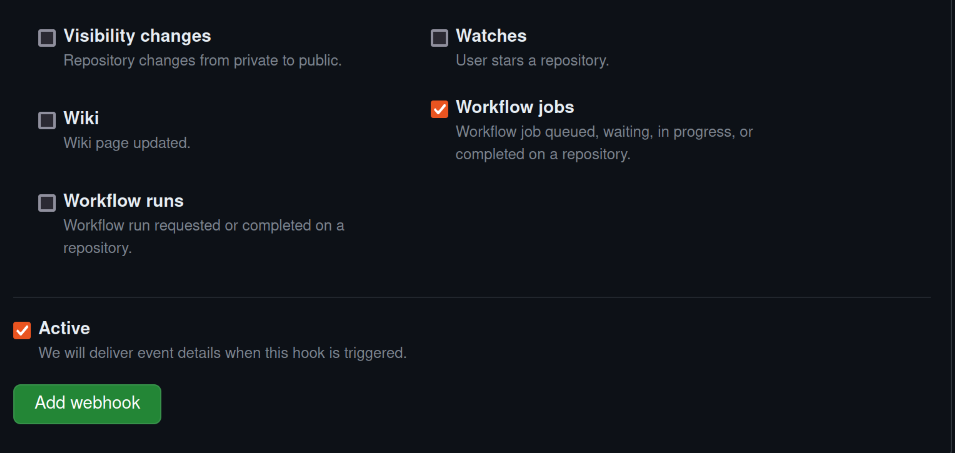 Visibility changes
Repository changes from private to public.
Watches
User stars a repository.
Wiki
Wiki page updated.
Workflow jobs
Workflow job queued, waiting, in progress, or
completed on a repository.
Workflow runs
Workflow run requested or completed on a
repository.
Active
We will deliver event details when this hook is triggered.
Add webhook